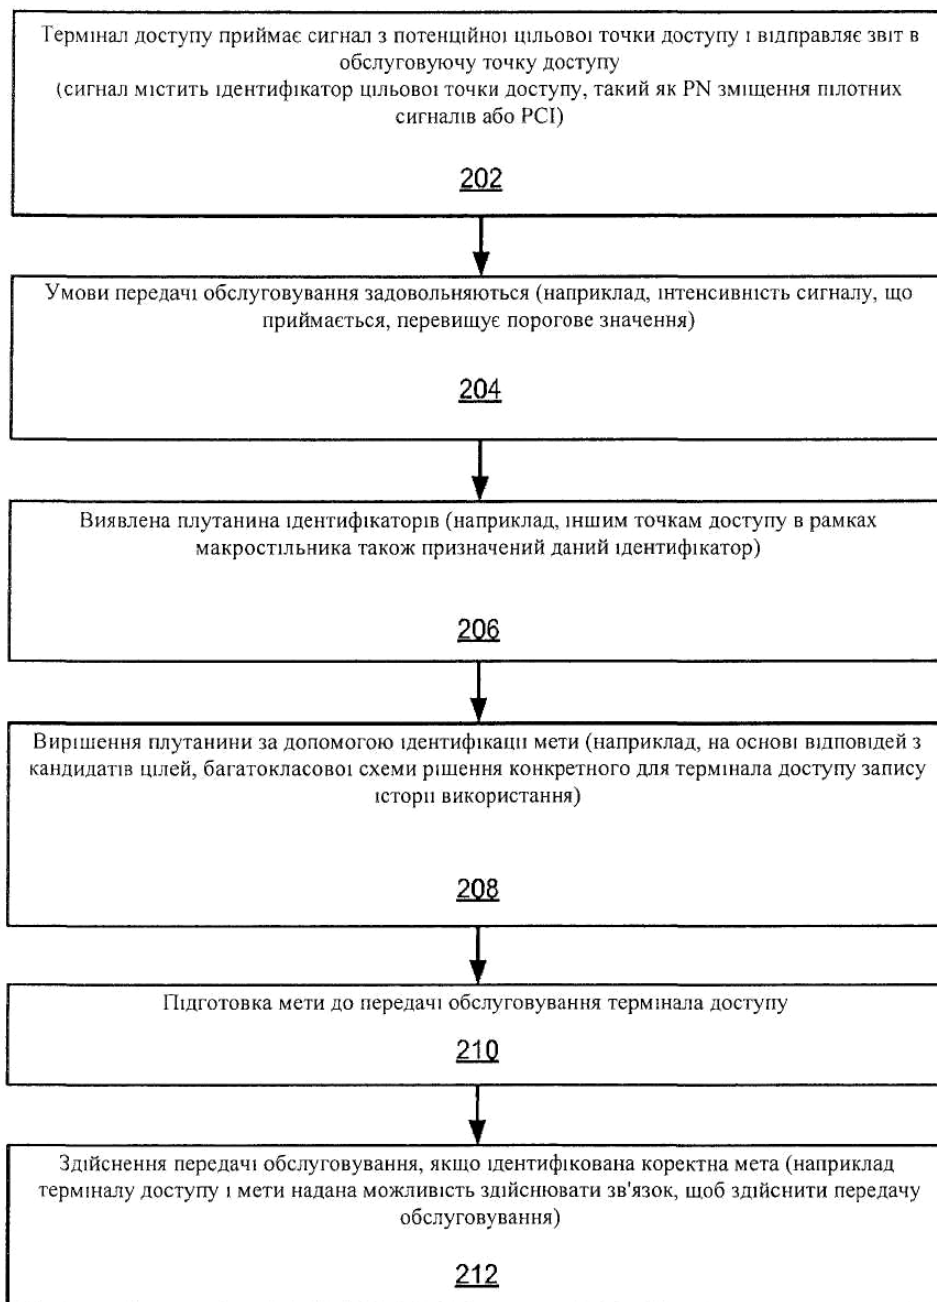 Термінал доступу приймає сигнал з потенційної цільової точки доступу і відправляє звіт в
обслуговуючу точку доступу
(сигнал містить ідентифікатор цільової точки доступу, такий як PN зміщення пілотних
сигналів або PCI)
202
Умови передачі обслуговування задовольняються (наприклад, інтенсивність сигналу, що
приймається, перевищує порогове значення)
204
Виявлена плутанина ідентифікаторів (наприклад, іншим точкам доступу в рамках
макростільника також призначений даний ідентифікатор)
206
Вирішення плутанини за допомогою ідентифікації мети (наприклад, на основі відповідей з
кандидатів цілей, багатокласової схеми рішення конкретного для термінала доступу запису
історії використання)
208
Підготовка мети до передачі обслуговування термінала доступу
210
Здійснення передачі обслуговування, якщо ідентифікована коректна мета (наприклад
терміналу доступу і мети надана можливість здійснювати зв'язок, щоб здійснити передачу
обслуговування)
212